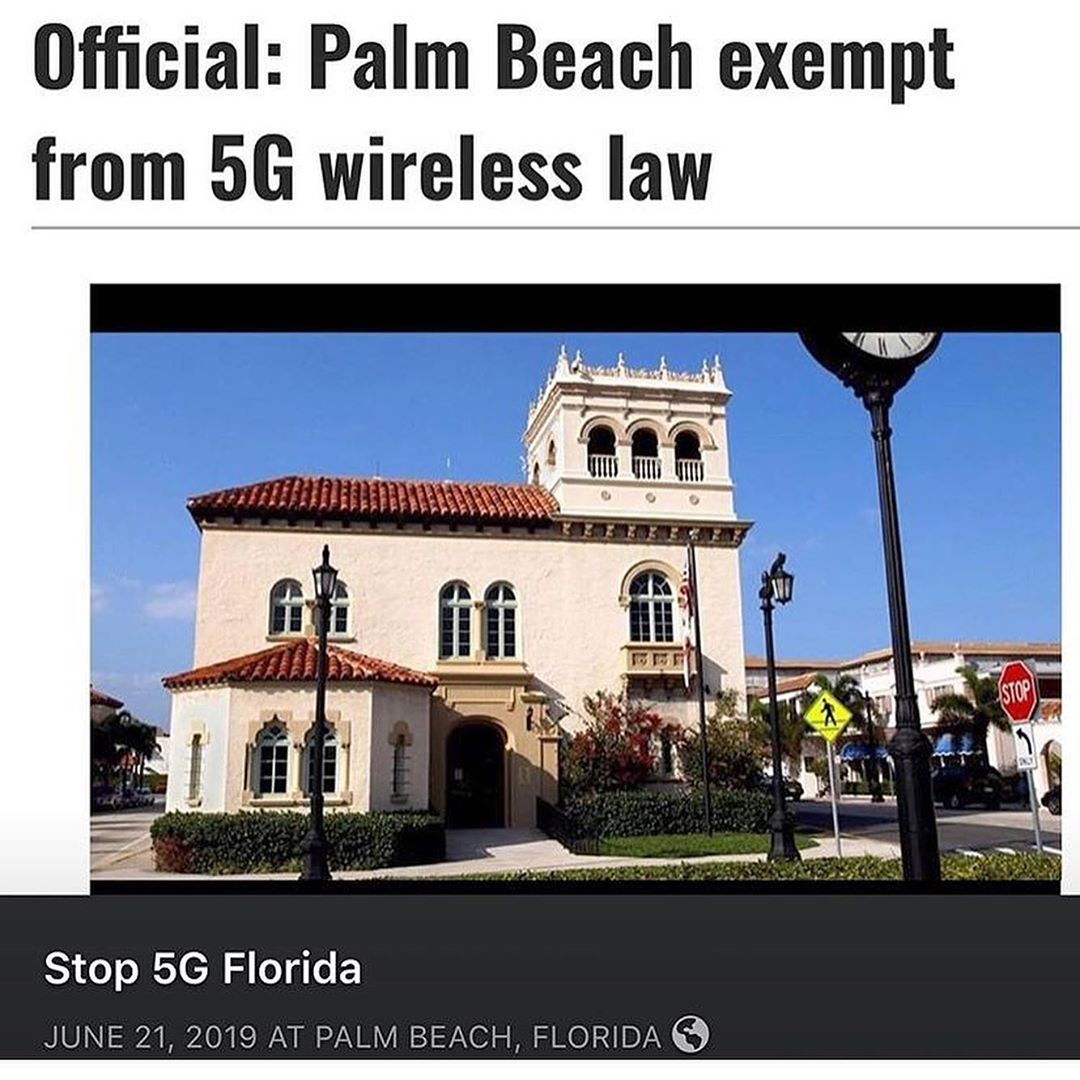 Official: Palm Beach exempt
from 5G wireless law
STOP
ONLY
Stop 5G Florida
JUNE 21, 2019 AT PALM BEACH, FLORIDA